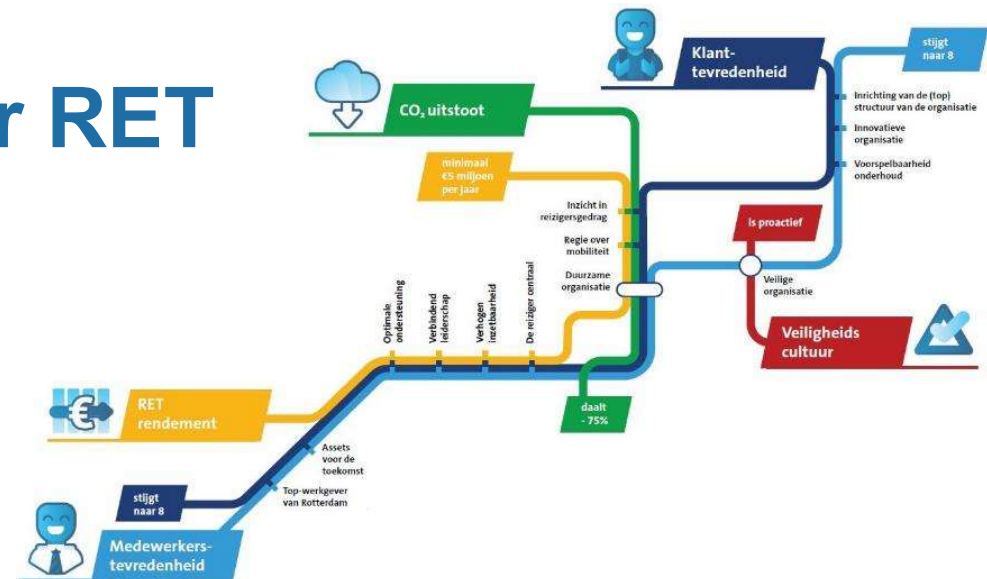 r RET
Klant-
tevredenheid
stijgt
naar 8
CO₂ uitstoot
Inrichting van de (top)
structuur van de organisatie
Innovatieve
organisatie
Voorspelbaarheid
onderhoud
minimaal
€5 miljoen
per jaar
Inzicht in
reizigersgedrag
Regie over
mobiliteit
Duurzame
organisatie
Is proactief
Veilige
organisatie
Optimale
ondersteuning
Verbindend
leiderschap
Verhogen
inzetbaarheid
De reiziger centraal
Veiligheids
cultuur
RET
rendement
daalt
- 75%
Assets
voor de
toekomst
Top-werkgever
van Rotterdam
stijgt
naar 8
Medewerkers-
tevredenheid